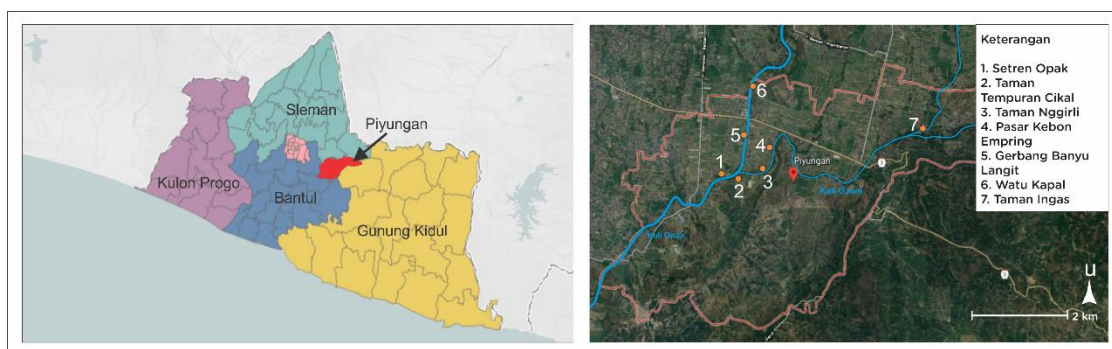 Sleman
Piyungan
Kulon Progo
Bantul
Gunung Kidul
Keterangan
1. Setren Opak
2. Taman
Tempuran Cikal
3. Taman Nggirli
4. Pasar Kebon
Empring
5. Gerbang Banyu
Langit
6. Watu Kapal
7. Taman Ingas
6
7
5
4
Piyungan
1
2
3
Kali Gawe
Kali Opak
u
2 km